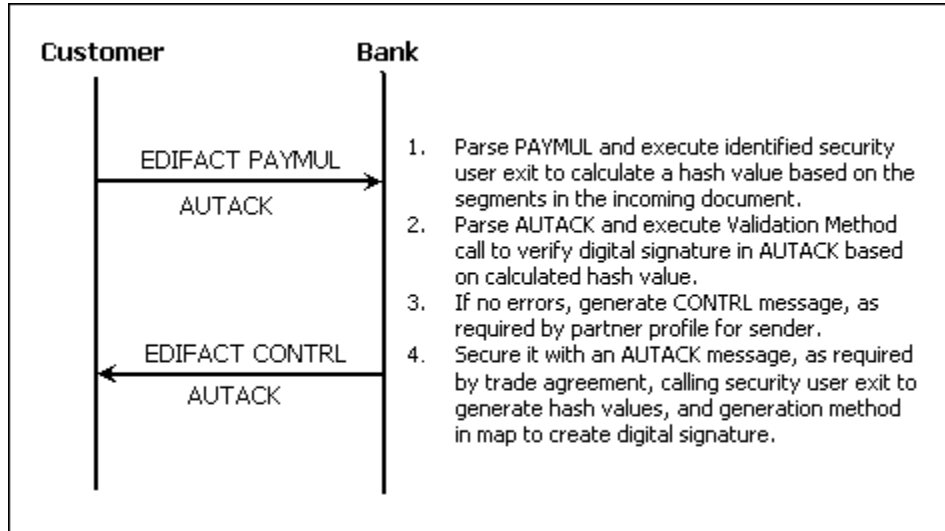 Customer
Bank
EDIFACT PAYMUL
AUTACK
1. Parse PAYMUL and execute identified security
user exit to calculate a hash value based on the
segments in the incoming document.
2. Parse AUTACK and execute Validation Method
call to verify digital signature in AUTACK based
on calculated hash value.
3. If no errors, generate CONTRL message, as
required by partner profile for sender.
4. Secure it with an AUTACK message, as required
by trade agreement, calling security user exit to
generate hash values, and generation method
in map to create digital signature.
EDIFACT CONTRL
AUTACK